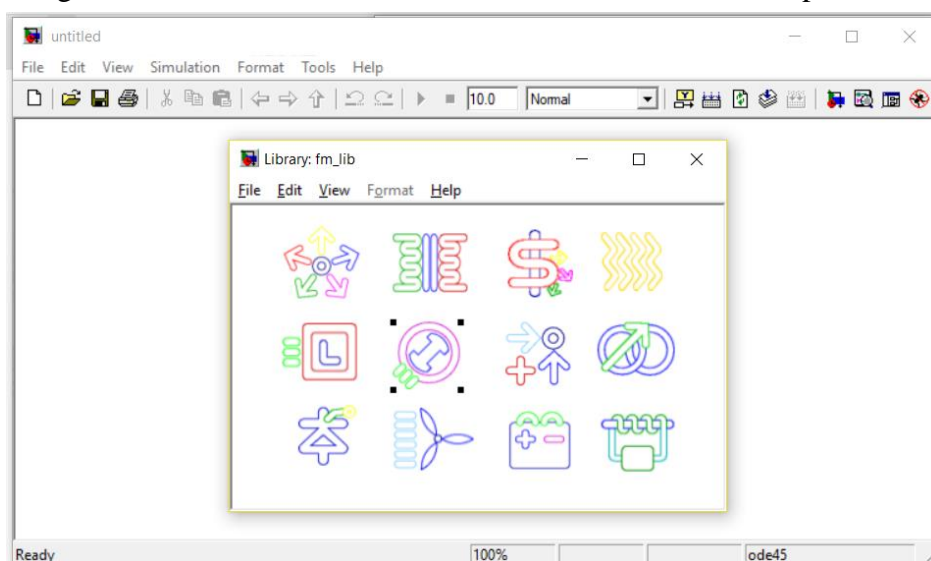 untitled
File Edit View Simulation Format Tools Help
10.0 Normal
Library: fm_lib
File Edit View Format Help
Ready 100% ode45